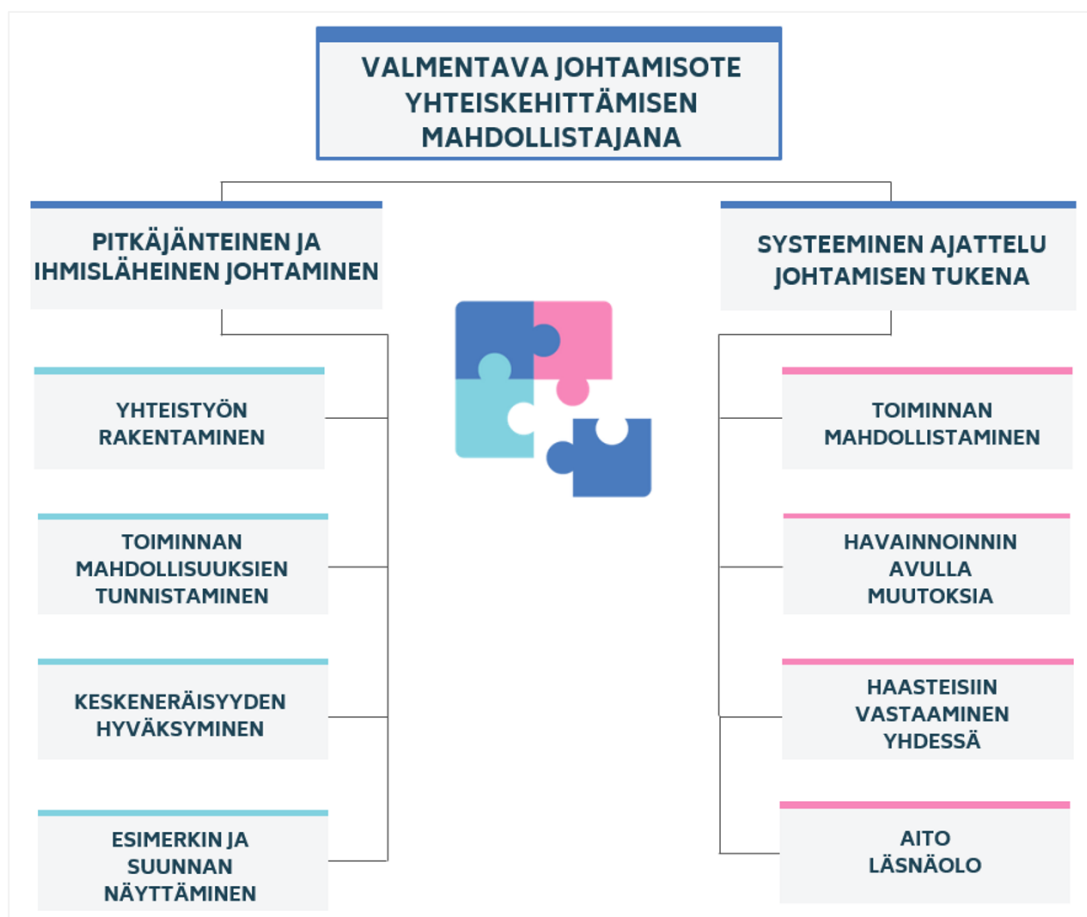 VALMENTAVA JOHTAMISOTE
YHTEISKEHITTÄMISEN
MAHDOLLISTAJANA
PITKÄJÄNTEINEN JA
IHMISLÄHEINEN JOHTAMINEN
YHTEISTYÖN
RAKENTAMINEN
TOIMINNAN
MAHDOLLISUUKSIEN
TUNNISTAMINEN
KESKENERÄISYYDEN
HYVÄKSYMINEN
ESIMERKIN JA
SUUNNAN
NÄYTTÄMINEN
SYSTEEMINEN AJATTELU
JOHTAMISEN TUKENA
TOIMINNAN
MAHDOLLISTAMINEN
HAVAINNOINNIN
AVULLA
MUUTOKSIA
HAASTEISIIN
VASTAAMINEN
YHDESSÄ
AITO
LÄSNÄOLO